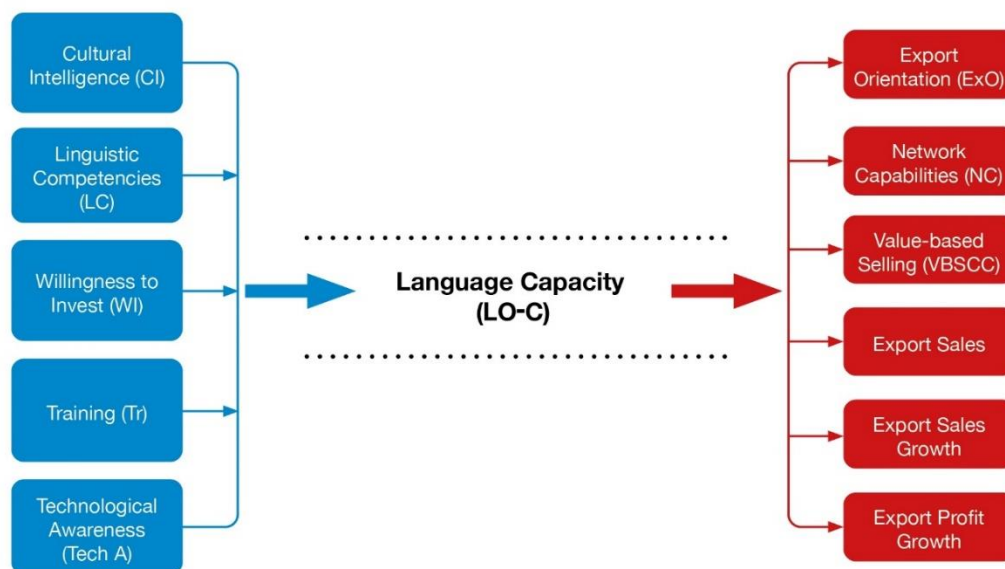 Cultural
Intelligence (CI)
Linguistic
Competencies
(LC)
Willingness to
Invest (WI)
Training (Tr)
Technological
Awareness
(Tech A)
Language Capacity
(LO-C)
Export
Orientation (ExO)
Network
Capabilities (NC)
Value-based
Selling (VBSCC)
Export Sales
Export Sales
Growth
Export Profit
Growth